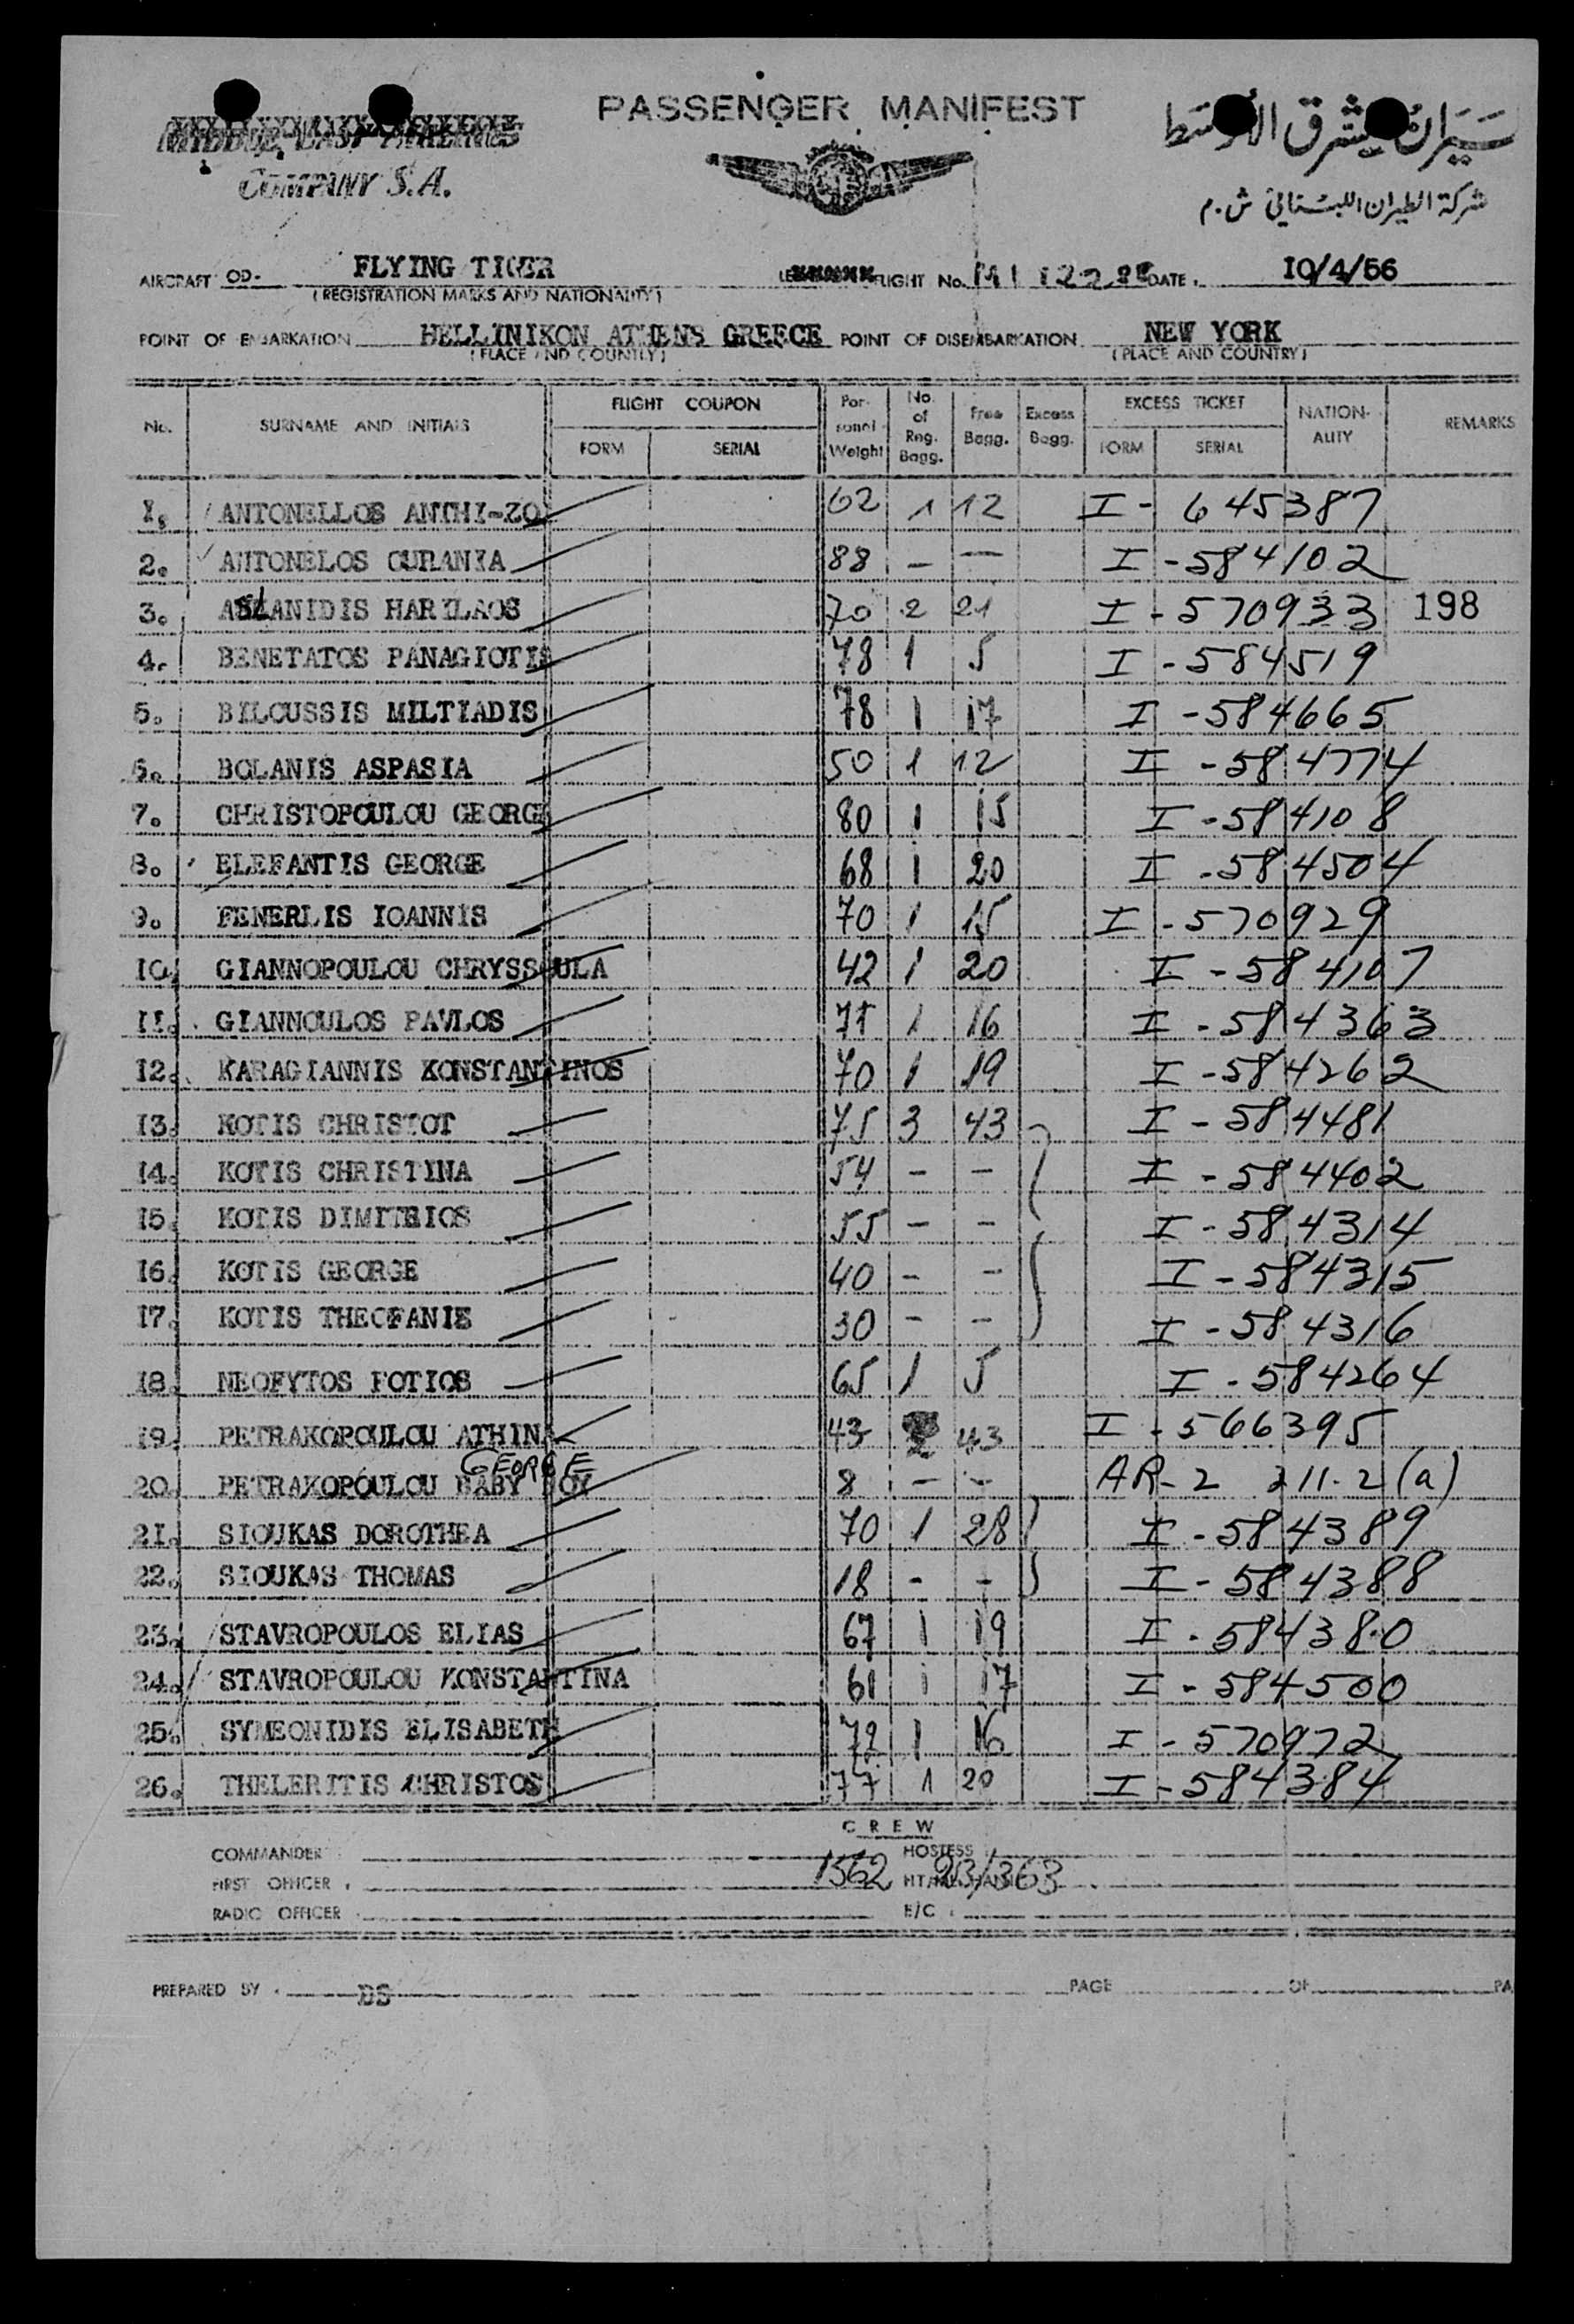 PASSENGER MANIFEST
MIDDLE EAST AIRLINES
COMPANY S.A.
شركة الطيران اللبناني ش.م
AIRCRAFT OD- FLYING TIGER FLIGHT No. DATE. 10/4/56
(REGISTRATION MARKS AND NATIONALITY)
POINT OF EMBARKATION HELLINIKON ATHENS GREECE POINT OF DISEMBARKATION NEW YORK
(PLACE AND COUNTRY) (PLACE AND COUNTRY)
No. SURNAME AND INITIALS FLIGHT COUPON FORM SERIAL Personal Weight No. of Reg. Bagg. Free Bagg. Excess Bagg. EXCESS TICKET FORM SERIAL NATIONALITY REMARKS
1. ANTONELLOS ANTHI-ZO 62 1 12 I - 645387
2. ANTONELOS OURANIA 88 - - I - 584102
3. ASLANIDIS HARILAOS 70 2 21 I - 570933 198
4. BENETATOS PANAGIOTIS 78 1 5 I - 584519
5. BILOUSSIS MILTIADIS 78 1 17 I - 584665
6. BOLANIS ASPASIA 50 1 12 I - 584774
7. CHRISTOPOULOU GEORG 80 1 15 I - 584108
8. ELEFANTIS GEORGE 68 1 20 I - 584504
9. FENERLIS IOANNIS 70 1 15 I - 570929
10. GIANNOPOULOU CHRYSSOULA 42 1 20 I - 584107
11. GIANNOULOS PAVLOS 71 1 16 I - 584363
12. KARAGIANNIS KONSTANTINOS 70 1 19 I - 584262
13. KOTIS CHRISTOT 75 3 43 I - 584481
14. KOTIS CHRISTINA 54 - - I - 584402
15. KOTIS DIMITRIOS 55 - - I - 584314
16. KOTIS GEORGE 40 - - I - 584315
17. KOTIS THEOFANIS 30 - - I - 584316
18. NEOFYTOS FOTIOS 65 1 5 I - 584264
19. PETRAKOPOULOU ATHINA 43 2 43 I - 566395
GEORGE
20. PETRAKOPOULOU BABY BOY 8 - - AR-2 211.2(a)
21. SIOUKAS DOROTHEA 70 1 28 I - 584389
22. SIOUKAS THOMAS 18 - - I - 584388
23. STAVROPOULOS ELIAS 67 1 19 I - 584380
24. STAVROPOULOU KONSTANTINA 61 1 17 I - 584500
25. SYMEONIDIS ELISABETH 72 1 16 I - 570972
26. THELERITIS CHRISTOS 77 1 20 I - 584384
CREW
COMMANDER HOSTESS
FIRST OFFICER 1562 23/363
RADIO OFFICER F/C
PREPARED BY DS PAGE OF PA